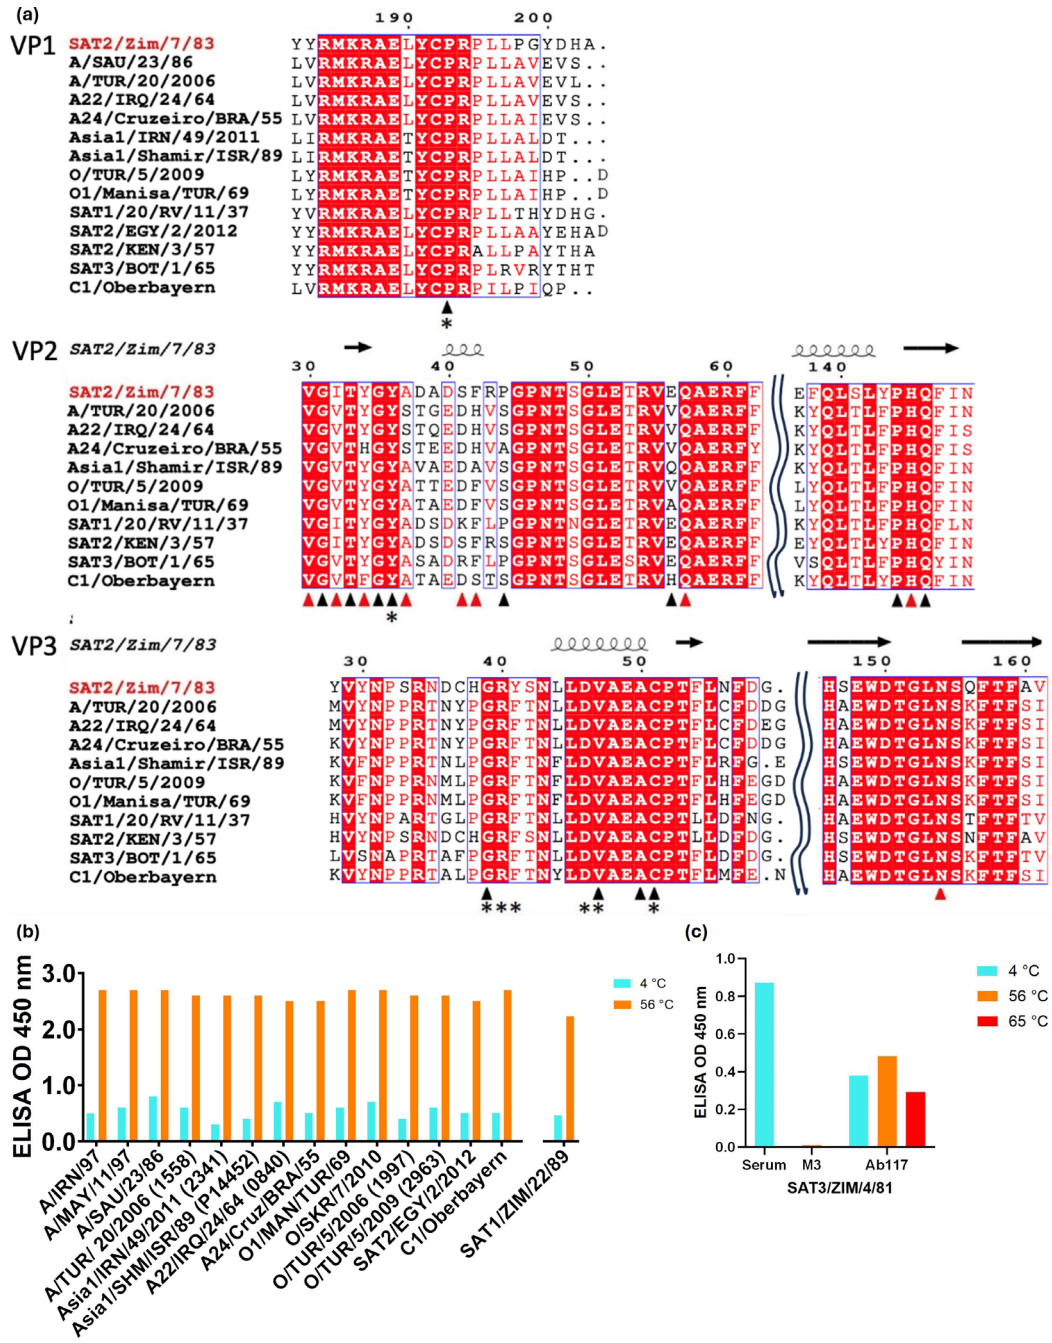 (a)
190 200
VP1
SAT2/Zim/7/83 YYRMKRAELYCPRPLLPGYDHA.
A/SAU/23/86 LVRMKRAELYCPRPLLAVEVS..
A/TUR/20/2006 LVRMKRAELYCPRPLLAVEVL..
A22/IRQ/24/64 LVRMKRAELYCPRPLLAVEVS..
A24/Cruzeiro/BRA/55 LVRMKRAELYCPRPLLAIEVS..
Asia1/IRN/49/2011 LIRMKRAETYCPRPLLALDT...
Asia1/Shamir/ISR/89 LIRMKRAETYCPRPLLALDT...
O/TUR/5/2009 LYRMKRAETYCPRPLLAIHP..D
O1/Manisa/TUR/69 LYRMKRAETYCPRPLLAIHP..D
SAT1/20/RV/11/37 YVRMKRAELYCPRPLLTHYDHG.
SAT2/EGY/2/2012 YYRMKRAELYCPRPLLAAYEHAD
SAT2/KEN/3/57 YYRMKRAELYCPRALLPAYTHA
SAT3/BOT/1/65 YYRMKRAELYCPRPLRVRYTHT
C1/Oberbayern LVRMKRAELYCPRPILPIQP..
*
VP2 SAT2/Zim/7/83
30 40 50 60 140
SAT2/Zim/7/83 VGITYGYADADSFRPGPNTSGLETRVEQAERFF EFQLSLYPHQFIN
A/TUR/20/2006 VGVTYGYSTGEDHVSGPNTSGLETRVVQAERFF KYQLTLFPHQFIN
A22/IRQ/24/64 VGVTYGYSTQEDHVSGPNTSGLETRVVQAERFF KYQLTLFPHQFIS
A24/Cruzeiro/BRA/55 VGVTHGYSTEEDHVAGPNTSGLETRVVQAERFY KYQLTLFPHQFIS
Asia1/Shamir/ISR/89 VGVTYGYAVAEDAVSGPNTSGLETRVQQAERFF KYQLTLFPHQFIN
O/TUR/5/2009 VGVTYGYATTEDFVSGPNTSGLETRVVQAERFF LYQLTLFPHQFIN
O1/Manisa/TUR/69 VGVTYGYATAEDFVSGPNTSGLETRVAQAERFF LYQLTLFPHQFIN
SAT1/20/RV/11/37 VGITYGYADSDKFLPGPNTNGLETRVEQAERFF KFQLTLFPHQFLN
SAT2/KEN/3/57 VGITYGYADSDSFRSGPNTSGLETRVEQAERFF EYQLTLYPHQFIN
SAT3/BOT/1/65 VGVTYGYASADRFLPGPNTSGLESRVEQAERFF VSQLTLFPHQFIN
C1/Oberbayern VGVTFGYATAEDSTSGPNTSGLETRVHQAERFF KYQLTLYPHQYIN
*
VP3 SAT2/Zim/7/83
30 40 50 150 160
SAT2/Zim/7/83 YVYNPSRNDCHGRYSNLLDVAEACPTFLNFDG. HSEWDTGLNSQFTFAV
A/TUR/20/2006 MVYNPPRTNYPGRFTNLLDVAEACPTFLCFDDG HAEWDTGLNSKFTFSI
A22/IRQ/24/64 MVYNPPRTNYPGRFTNLLDVAEACPTFLCFDEG HAEWDTGLNSKFTFSI
A24/Cruzeiro/BRA/55 KVYNPPRTNYPGRFTNLLDVAEACPTFLCFDDG HAEWDTGLNSKFTFSI
Asia1/Shamir/ISR/89 KVFNPPRTNLPGRFTNFLDVAEACPTFLRFG.E HAEWDTGLNSKFTFSI
O/TUR/5/2009 KVFNPPRNMLPGRFTNLLDVAEACPTFLHFEGD HAEWDTGLNSKFTFSI
O1/Manisa/TUR/69 KVFNPPRNMLPGRFTNFLDVAEACPTFLHFEGD HAEWDTGLNSKFTFSI
SAT1/20/RV/11/37 HVYNPARTGLPGRFTNLLDVAEACPTLLDFNG. HAEWDTGLNSTFTFTV
SAT2/KEN/3/57 HVYNPSRNDCHGRFSNLLDVAEACPTLLDFDG. HSEWDTGLNSNFTFAV
SAT3/BOT/1/65 LVSNAPRTAFPGRFTNLLDVAEACPTFLDFDG. HSEWDTGLNSKFTFTV
C1/Oberbayern KVYNPPRTALPGRFTNYLDVAEACPTFLMFE.N HAEWDTGLNSKFTFSI
*** ** *
(b)
ELISA OD 450 nm
3.0
2.0
1.0
0.0
4 °C
56 °C
A/IRN/97
A/MAY/11/97
A/SAU/23/86
A/TUR/ 20/2006 (1558)
Asia1/IRN/49/2011 (2341)
Asia1/SHM/ISR/89 (P14452)
A22/IRQ/24/64 (0840)
A24/Cruz/BRA/55
O1/MAN/TUR/69
O/SKR/7/2010
O/TUR/5/2006 (1997)
O/TUR/5/2009 (2963)
SAT2/EGY/2/2012
C1/Oberbayern
SAT1/ZIM/22/89
(c)
ELISA OD 450 nm
1.0
0.8
0.6
0.4
0.2
0.0
4 °C
56 °C
65 °C
Serum M3 Ab117
SAT3/ZIM/4/81